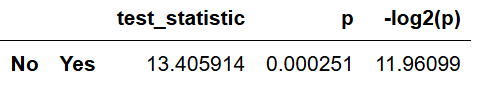 test_statistic p -log2(p)
No Yes 13.405914 0.000251 11.96099